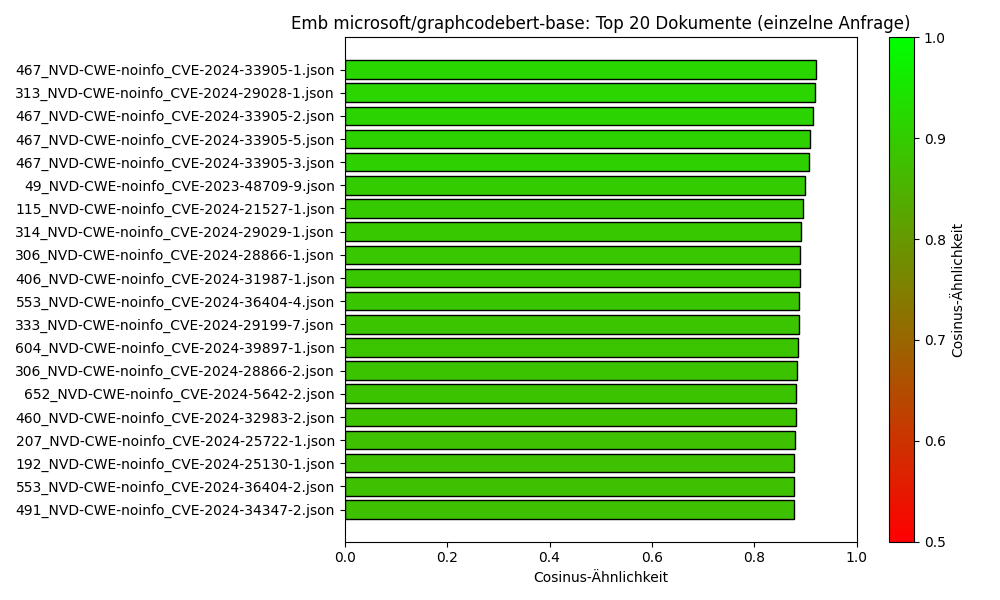 Emb microsoft/graphcodebert-base: Top 20 Dokumente (einzelne Anfrage)
467_NVD-CWE-noinfo_CVE-2024-33905-1.json
313_NVD-CWE-noinfo_CVE-2024-29028-1.json
467_NVD-CWE-noinfo_CVE-2024-33905-2.json
467_NVD-CWE-noinfo_CVE-2024-33905-5.json
467_NVD-CWE-noinfo_CVE-2024-33905-3.json
49_NVD-CWE-noinfo_CVE-2023-48709-9.json
115_NVD-CWE-noinfo_CVE-2024-21527-1.json
314_NVD-CWE-noinfo_CVE-2024-29029-1.json
306_NVD-CWE-noinfo_CVE-2024-28866-1.json
406_NVD-CWE-noinfo_CVE-2024-31987-1.json
553_NVD-CWE-noinfo_CVE-2024-36404-4.json
333_NVD-CWE-noinfo_CVE-2024-29199-7.json
604_NVD-CWE-noinfo_CVE-2024-39897-1.json
306_NVD-CWE-noinfo_CVE-2024-28866-2.json
652_NVD-CWE-noinfo_CVE-2024-5642-2.json
460_NVD-CWE-noinfo_CVE-2024-32983-2.json
207_NVD-CWE-noinfo_CVE-2024-25722-1.json
192_NVD-CWE-noinfo_CVE-2024-25130-1.json
553_NVD-CWE-noinfo_CVE-2024-36404-2.json
491_NVD-CWE-noinfo_CVE-2024-34347-2.json
0.0 0.2 0.4 0.6 0.8 1.0
Cosinus-Ähnlichkeit
1.0
0.9
0.8
0.7
0.6
0.5
Cosinus-Ähnlichkeit